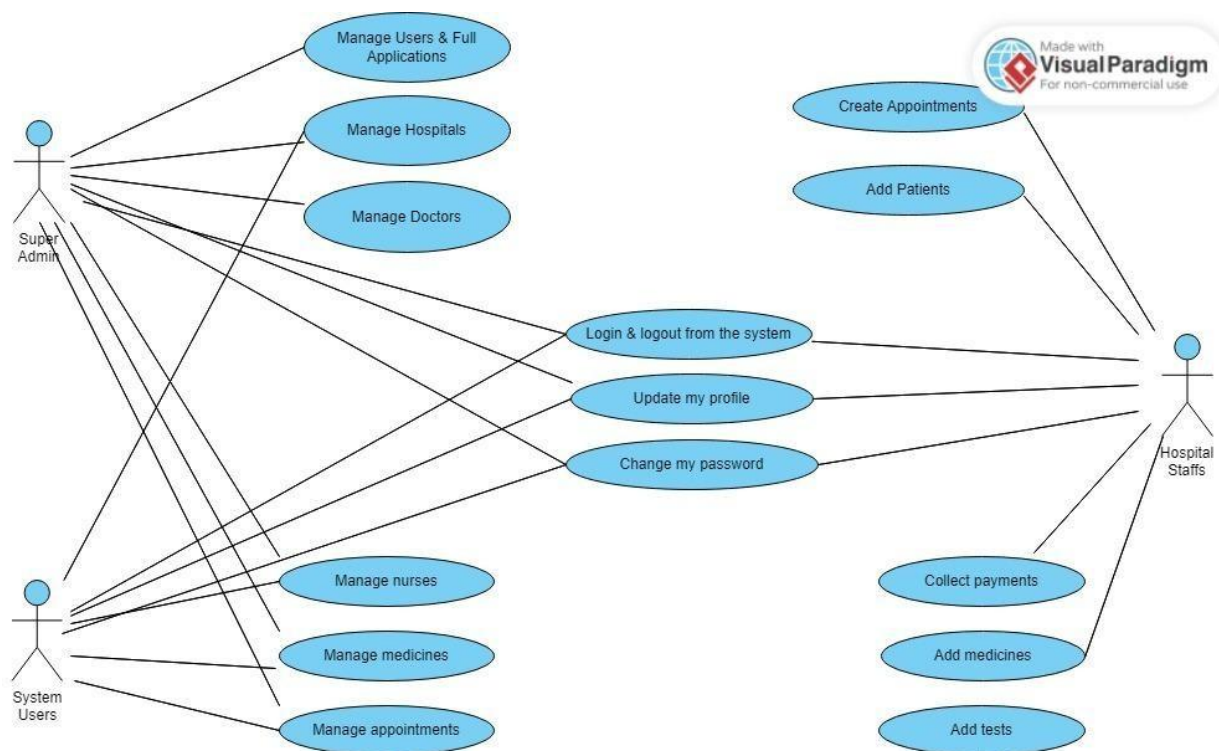 Manage Users & Full
Applications
Made with
Visual Paradigm
For non-commercial use
Create Appointments
Manage Hospitals
Add Patients
Manage Doctors
Super
Admin
Login & logout from the system
Update my profile
Change my password
Hospital
Staffs
Manage nurses
Collect payments
Manage medicines
Add medicines
System
Users
Manage appointments
Add tests